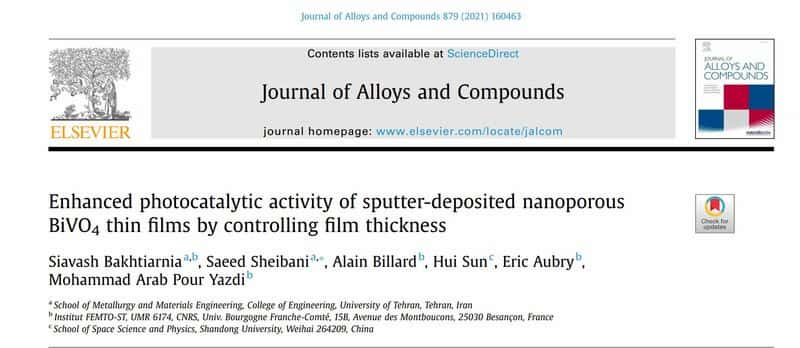 Journal of Alloys and Compounds 879 (2021) 160463
Contents lists available at ScienceDirect
Journal of Alloys and Compounds
journal homepage: www.elsevier.com/locate/jalcom
ELSEVIER
JOURNAL OF
ALLOYS AND
COMPOUNDS
Enhanced photocatalytic activity of sputter-deposited nanoporous
BiVO4 thin films by controlling film thickness
Check for
updates
Siavash Bakhtiarnia a,b, Saeed Sheibani a,*, Alain Billard b, Hui Sun c, Eric Aubry b,
Mohammad Arab Pour Yazdi b
a School of Metallurgy and Materials Engineering, College of Engineering, University of Tehran, Tehran, Iran
b Institut FEMTO-ST, UMR 6174, CNRS, Univ. Bourgogne Franche-Comté, 15B, Avenue des Montboucons, 25030 Besançon, France
c School of Space Science and Physics, Shandong University, Weihai 264209, China